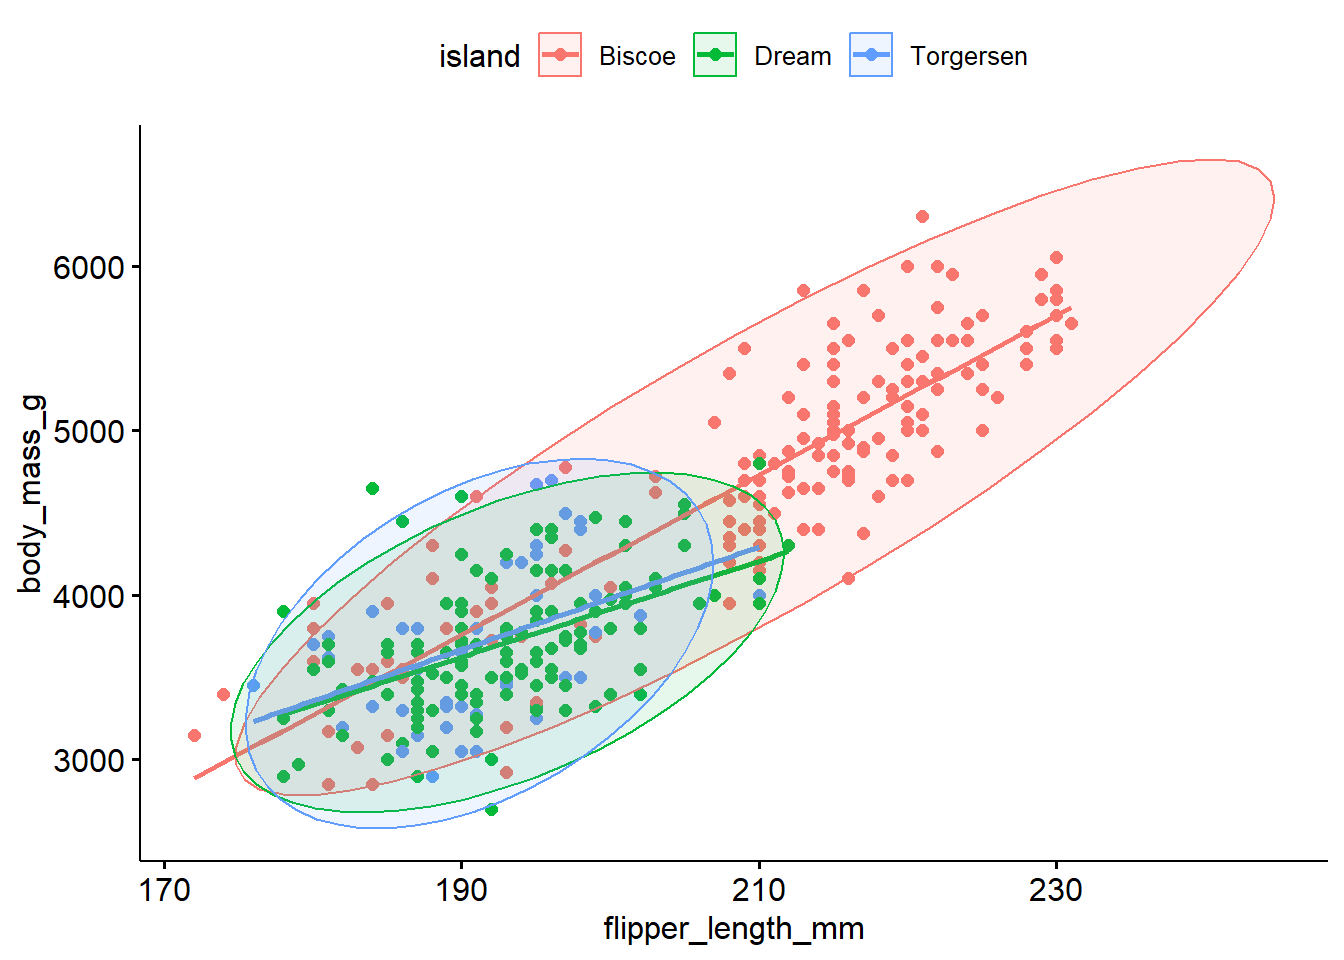 island Biscoe Dream Torgersen
6000
5000
4000
3000
body_mass_g
170 190 210 230
flipper_length_mm